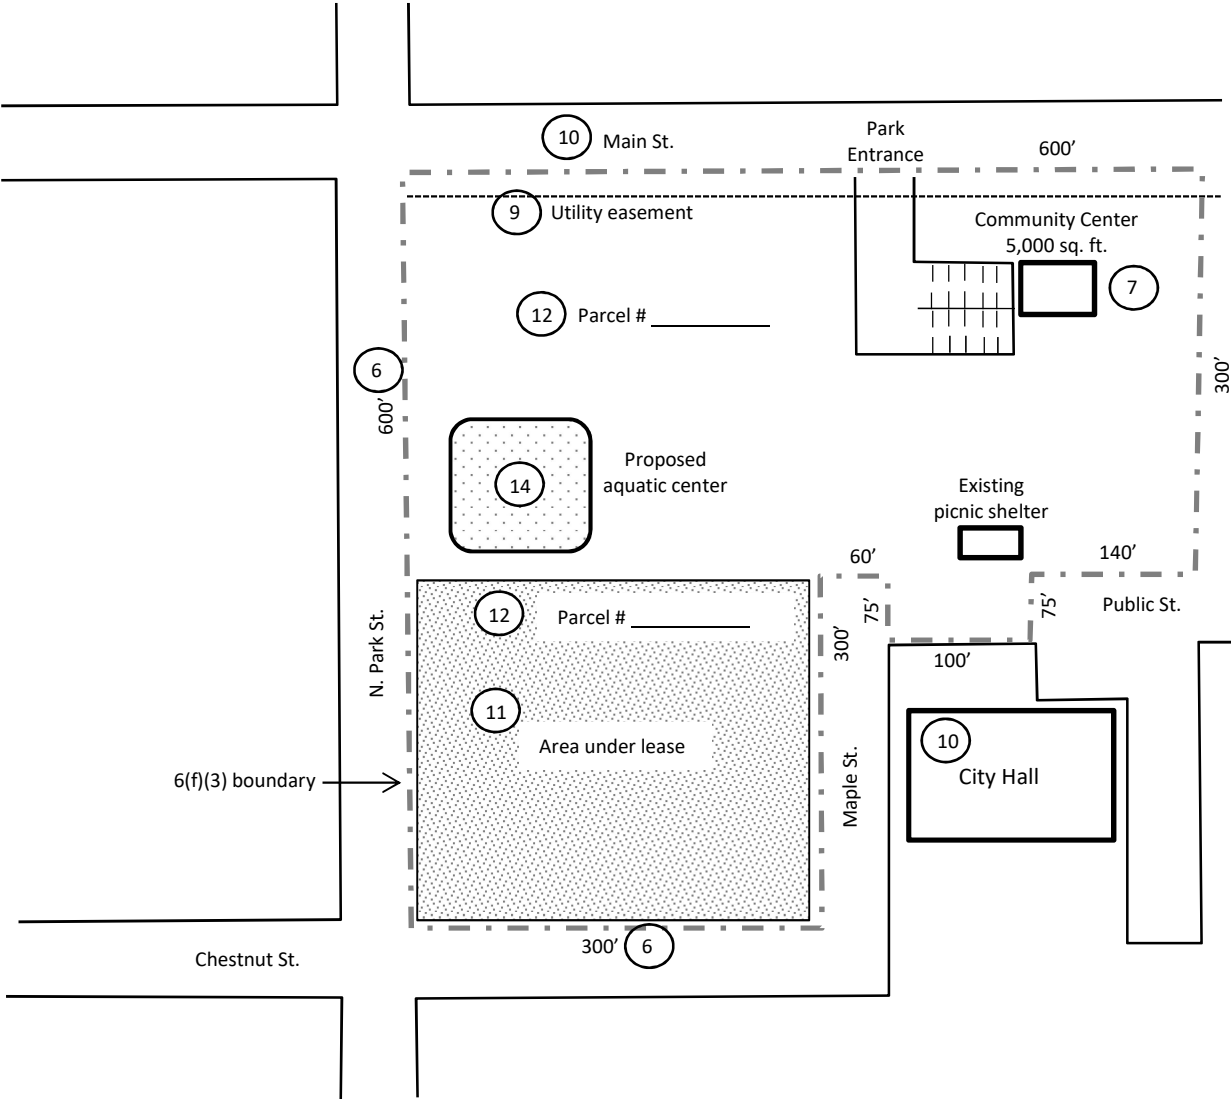 Park
Entrance
10
Main St.
600’
9
Utility easement
Community Center
5,000 sq. ft.
7
12
Parcel # __________
6
600’
300’
14
Proposed
aquatic center
Existing
picnic shelter
60’
140’
75’
75’
Public St.
12
Parcel # __________
300’
100’
N. Park St.
11
Area under lease
10
City Hall
Maple St.
6(f)(3) boundary
300’
6
Chestnut St.